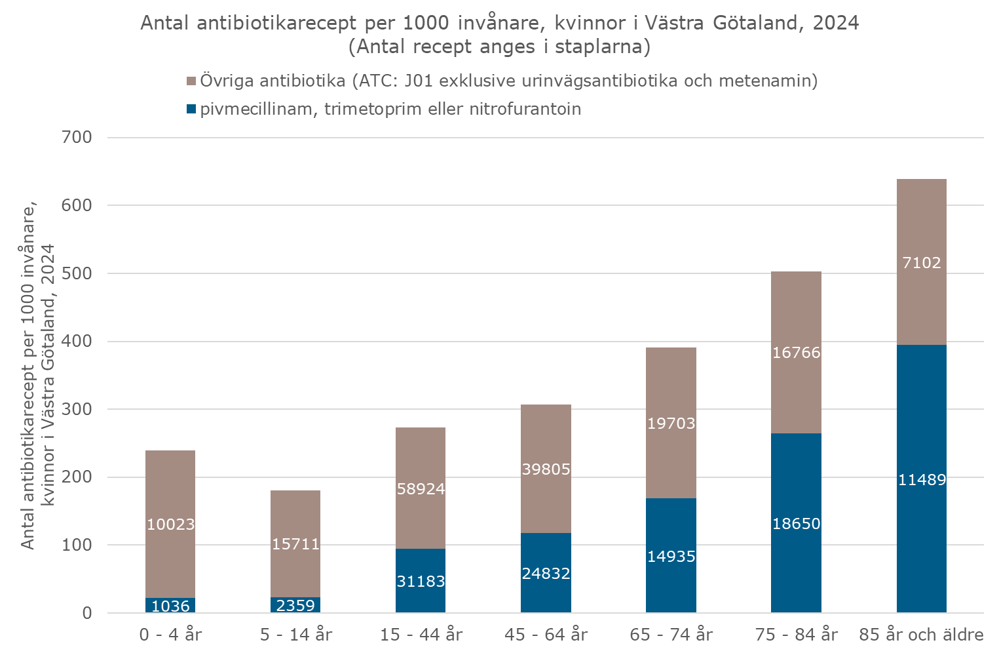 Antal antibiotikarecept per 1000 invånare, kvinnor i Västra Götaland, 2024
(Antal recept anges i staplarna)
Övriga antibiotika (ATC: J01 exklusive urinvägsantibiotika och metenamin)
pivmecillinam, trimetoprim eller nitrofurantoin
Antal antibiotikarecept per 1000 invånare,
kvinnor i Västra Götaland, 2024
700
600
500
400
300
200
100
0
10023
1036
15711
2359
58924
31183
39805
24832
19703
14935
16766
18650
7102
11489
0 - 4 år
5 - 14 år
15 - 44 år
45 - 64 år
65 - 74 år
75 - 84 år
85 år och äldre